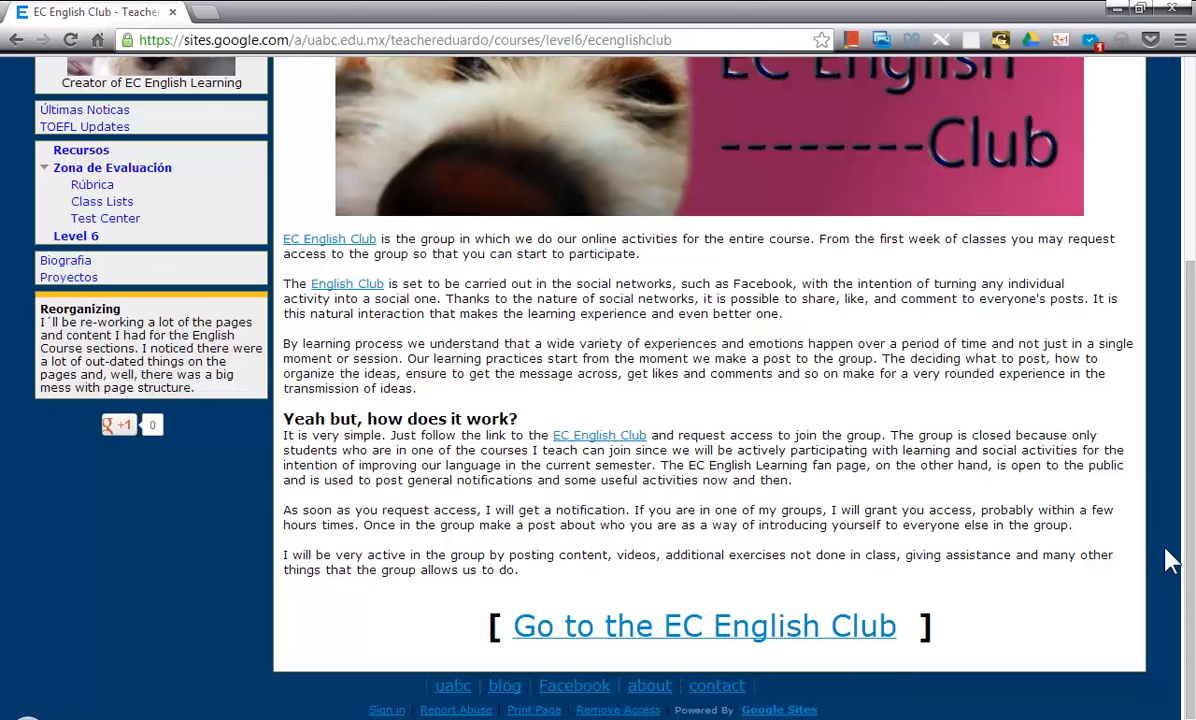 EC English Club - Teache
https://sites.google.com/a/uabc.edu.mx/teachereduardo/courses/level6/ecenglishclub
Creator of EC English Learning
Últimas Noticas
TOEFL Updates
Recursos
Zona de Evaluación
Rúbrica
Class Lists
Test Center
Level 6
Biografia
Proyectos
Reorganizing
I´ll be re-working a lot of the pages
and content I had for the English
Course sections. I noticed there were
a lot of out-dated things on the
pages and, well, there was a big
mess with page structure.
g +1 0
EC English
--------Club
EC English Club is the group in which we do our online activities for the entire course. From the first week of classes you may request
access to the group so that you can start to participate.
The English Club is set to be carried out in the social networks, such as Facebook, with the intention of turning any individual
activity into a social one. Thanks to the nature of social networks, it is possible to share, like, and comment to everyone's posts. It is
this natural interaction that makes the learning experience and even better one.
By learning process we understand that a wide variety of experiences and emotions happen over a period of time and not just in a single
moment or session. Our learning practices start from the moment we make a post to the group. The deciding what to post, how to
organize the ideas, ensure to get the message across, get likes and comments and so on make for a very rounded experience in the
transmission of ideas.
Yeah but, how does it work?
It is very simple. Just follow the link to the EC English Club and request access to join the group. The group is closed because only
students who are in one of the courses I teach can join since we will be actively participating with learning and social activities for the
intention of improving our language in the current semester. The EC English Learning fan page, on the other hand, is open to the public
and is used to post general notifications and some useful activities now and then.
As soon as you request access, I will get a notification. If you are in one of my groups, I will grant you access, probably within a few
hours times. Once in the group make a post about who you are as a way of introducing yourself to everyone else in the group.
I will be very active in the group by posting content, videos, additional exercises not done in class, giving assistance and many other
things that the group allows us to do.
[ Go to the EC English Club ]
uabc | blog | Facebook | about | contact
Sign in | Report Abuse | Print Page | Remove Access | Powered By Google Sites